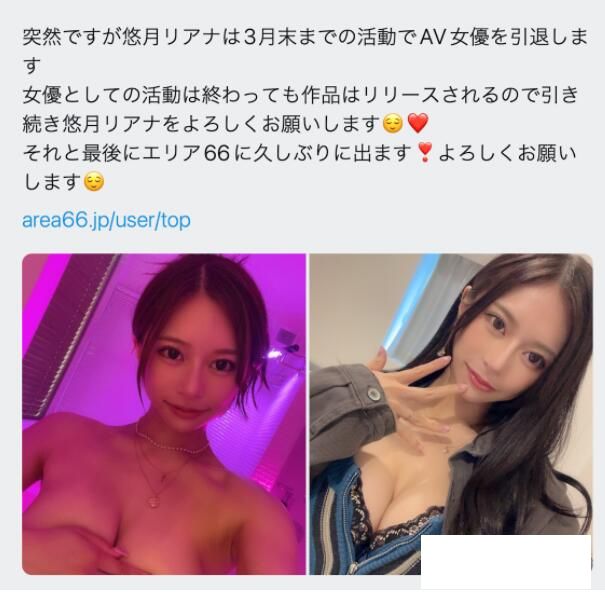 突然ですが悠月リアナは3月末までの活動でAV女優を引退しま
す
女優としての活動は終わっても作品はリリースされるので引き
続き悠月リアナをよろしくお願いします😌❤️
それと最後にエリア66に久しぶりに出ます❣️よろしくお願い
します😌
area66.jp/user/top